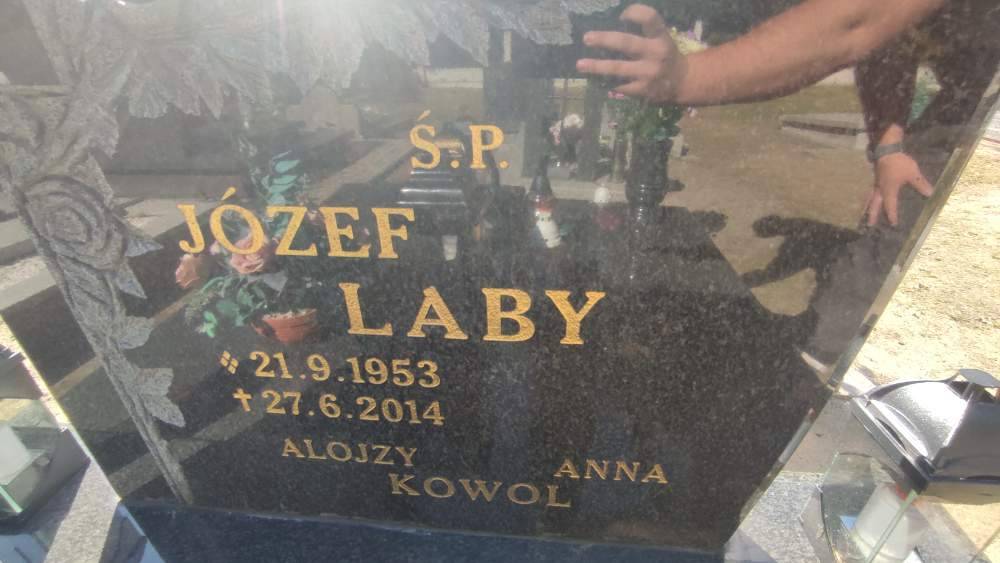 Ś.P.
JÓZEF
LABY
21.9.1953
✝ 27.6.2014
ALOJZY ANNA
KOWOL